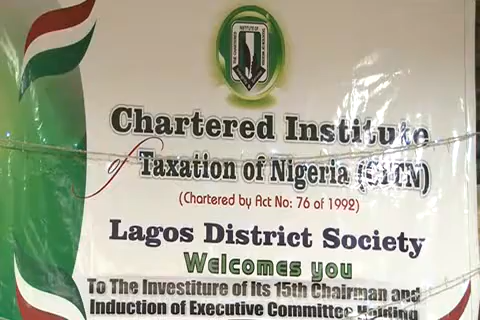 Chartered Institute
of Taxation of Nigeria (CITN)
(Chartered by Act No: 76 of 1992)
Lagos District Society
Welcomes you
To The Investiture of Its 15th Chairman and
Induction of Executive Committee Holding